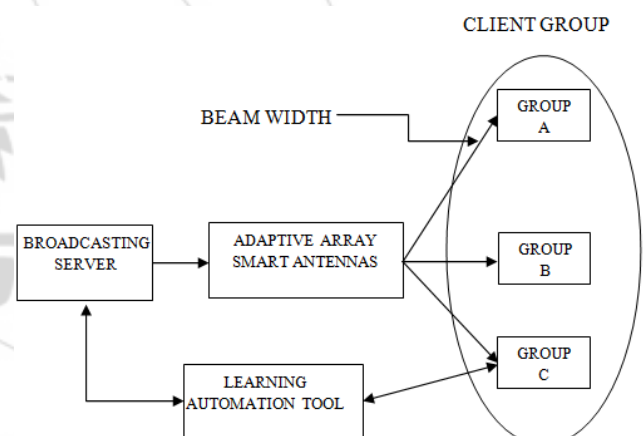 CLIENT GROUP
GROUP
A
BEAM WIDTH
BROADCASTING
SERVER
ADAPTIVE ARRAY
SMART ANTENNAS
GROUP
B
GROUP
C
LEARNING
AUTOMATION TOOL